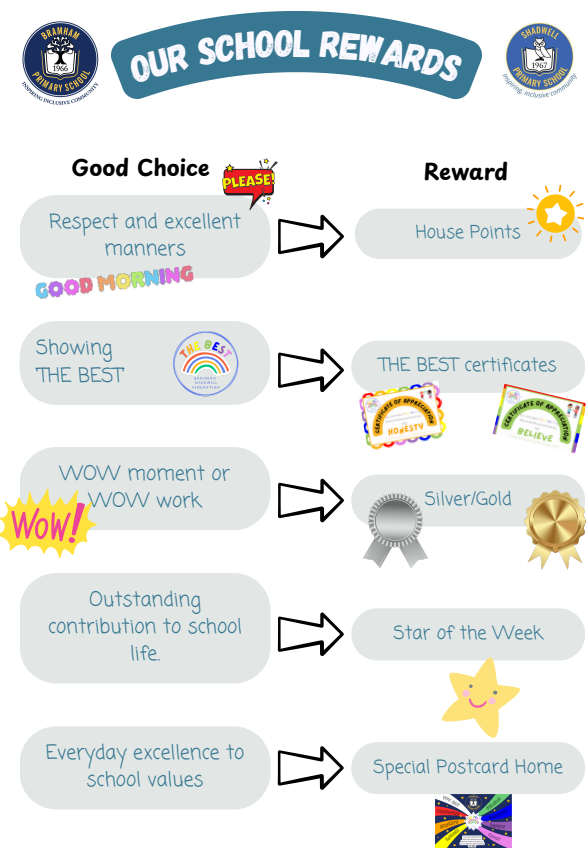 BRAMHAM
1966
PRIMARY SCHOOL
INSPIRING INCLUSIVE COMMUNITY
OUR SCHOOL REWARDS
SHADWELL
1967
PRIMARY SCHOOL
Inspiring, inclusive community
Good Choice
Reward
PLEASE!
Respect and excellent
manners
GOOD MORNING
House Points
Showing
'THE BEST'
THE BEST
BRAMHAM
SHADWELL
FEDERATION
THE BEST certificates
CERTIFICATE OF APPRECIATION
HONESTY
CERTIFICATE OF APPRECIATION
BELIEVE
WOW moment or
WOW work
WOW!
Silver/Gold
Outstanding
contribution to school
life.
Star of the Week
Everyday excellence to
school values
Special Postcard Home